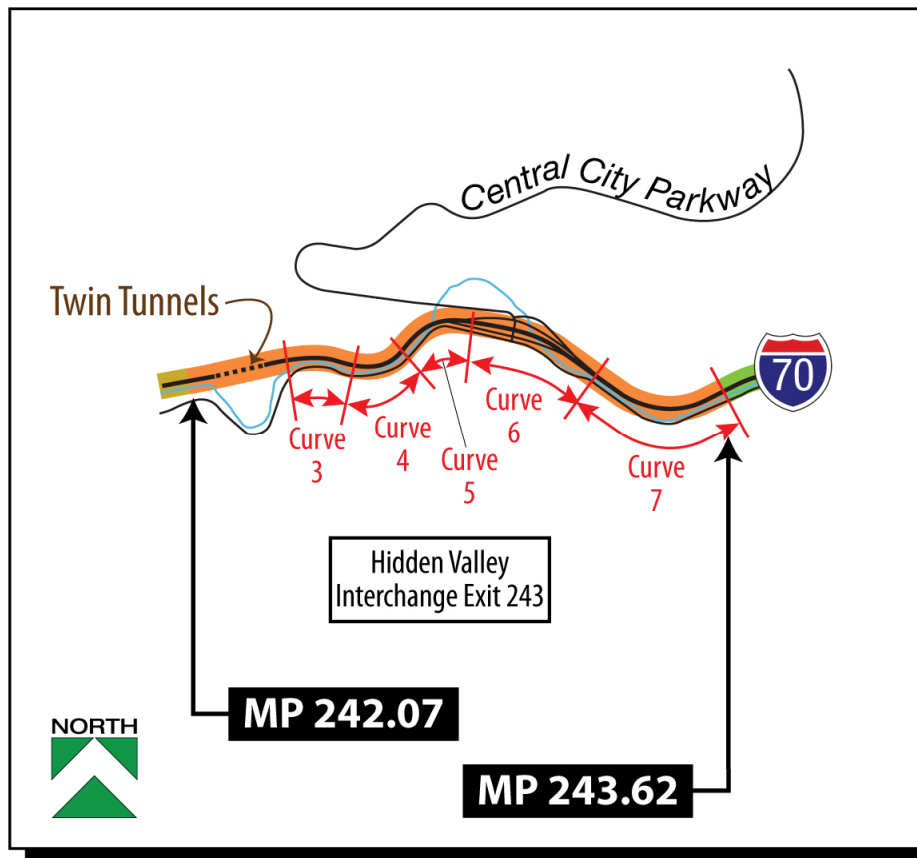 Central City Parkway
Twin Tunnels
70
Curve
3
Curve
4
Curve
5
Curve
6
Curve
7
Hidden Valley
Interchange Exit 243
MP 242.07
NORTH
MP 243.62